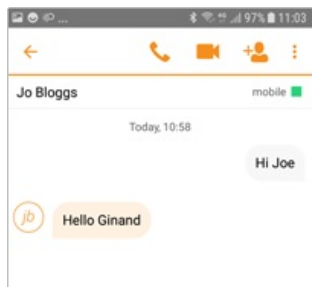 97% 11:03
Jo Bloggs
mobile
Today, 10:58
Hi Joe
jb
Hello Ginand